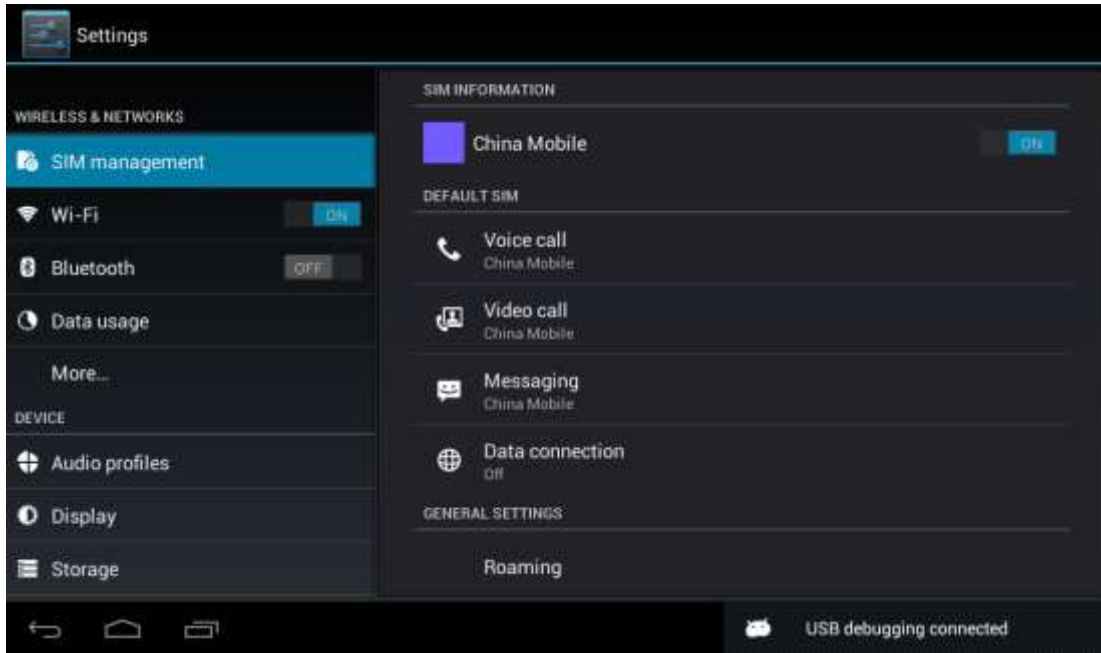 Settings
WIRELESS & NETWORKS
SIM management
Wi-Fi
ON
Bluetooth
OFF
Data usage
More...
DEVICE
Audio profiles
Display
Storage
SIM INFORMATION
China Mobile
ON
DEFAULT SIM
Voice call
China Mobile
Video call
China Mobile
Messaging
China Mobile
Data connection
Off
GENERAL SETTINGS
Roaming
USB debugging connected